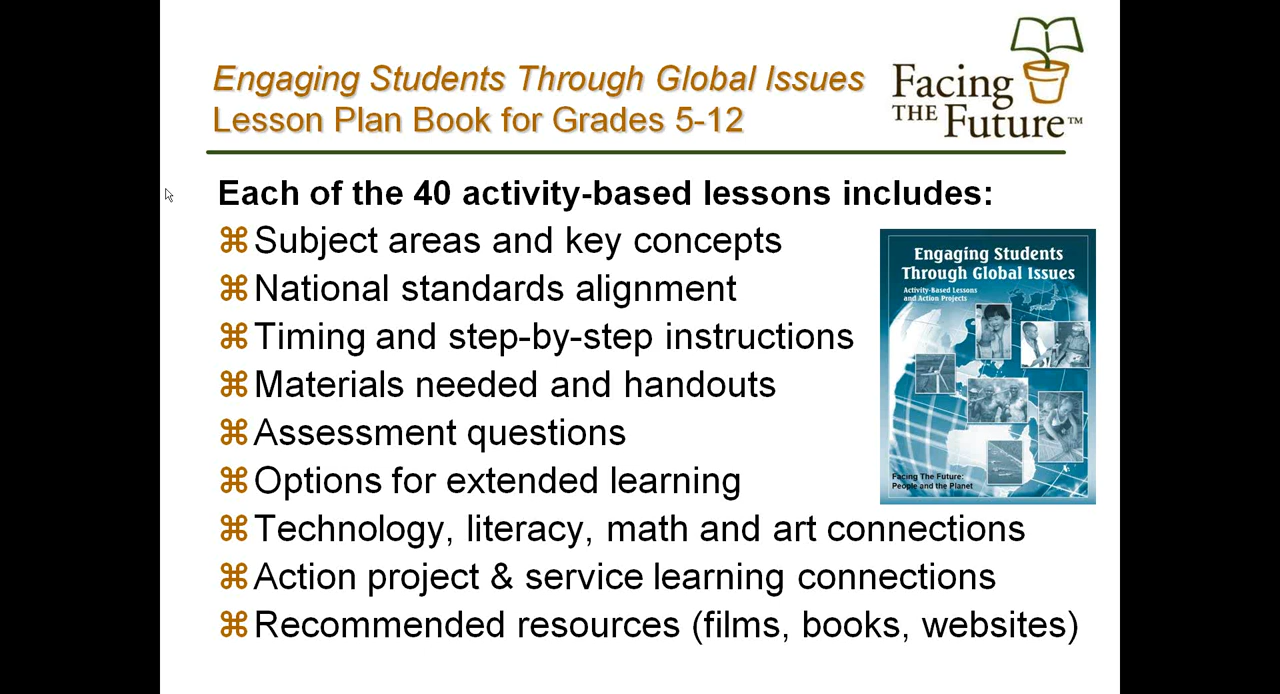 Engaging Students Through Global Issues
Lesson Plan Book for Grades 5-12
Facing
THE Future™
Each of the 40 activity-based lessons includes:
⌘ Subject areas and key concepts
⌘ National standards alignment
⌘ Timing and step-by-step instructions
⌘ Materials needed and handouts
⌘ Assessment questions
⌘ Options for extended learning
⌘ Technology, literacy, math and art connections
⌘ Action project & service learning connections
⌘ Recommended resources (films, books, websites)
Engaging Students
Through Global Issues
Activity-Based Lessons
and Action Projects
Facing The Future:
People and the Planet